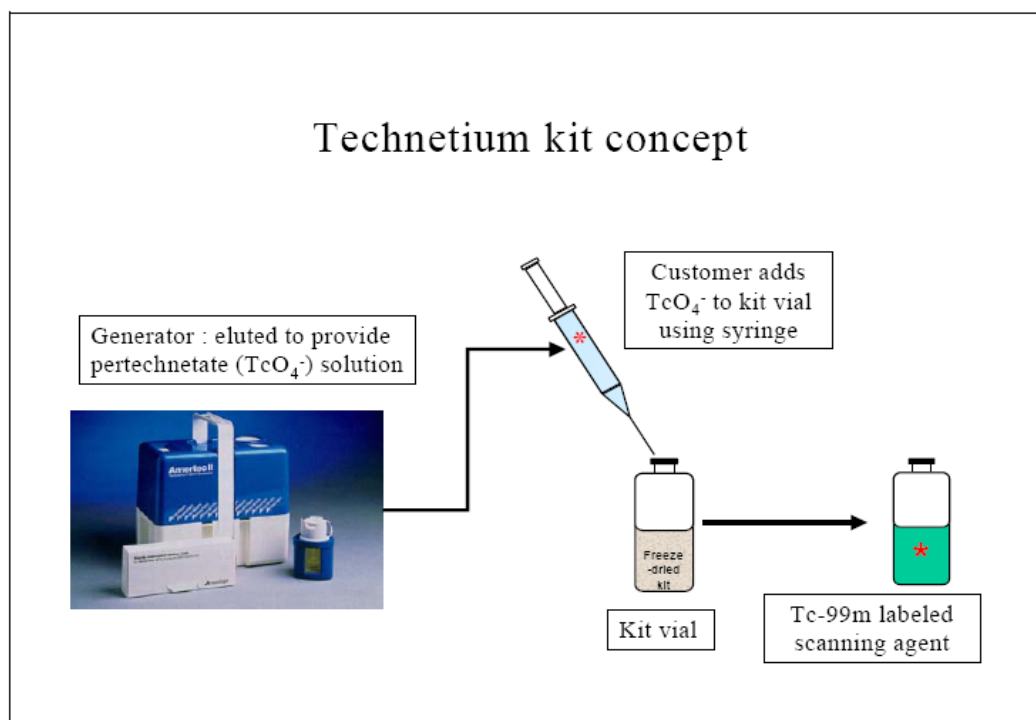 Technetium kit concept
Customer adds
TcO₄⁻ to kit vial
using syringe
*
Generator : eluted to provide
pertechnetate (TcO₄⁻) solution
Amertec II
Freeze
-dried
kit
*
Kit vial
Tc-99m labeled
scanning agent